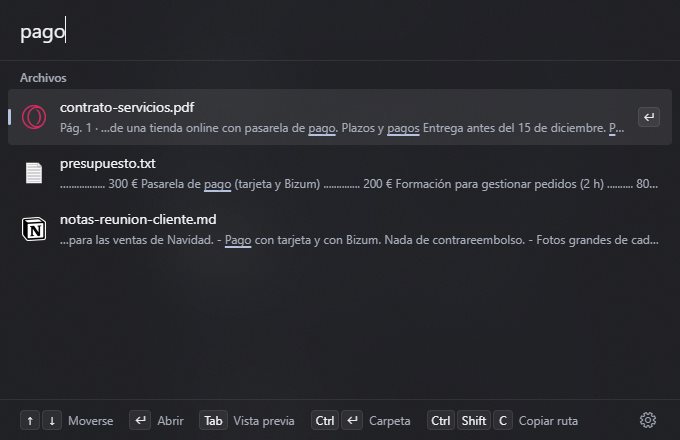 pago
Archivos
contrato-servicios.pdf
Pág. 1 · ...de una tienda online con pasarela de pago. Plazos y pagos Entrega antes del 15 de diciembre. P...
presupuesto.txt
................. 300 € Pasarela de pago (tarjeta y Bizum) .............. 200 € Formación para gestionar pedidos (2 h) .......... 80...
notas-reunion-cliente.md
...para las ventas de Navidad. - Pago con tarjeta y con Bizum. Nada de contrareembolso. - Fotos grandes de cad...
↑ ↓ Moverse ↵ Abrir Tab Vista previa Ctrl ↵ Carpeta Ctrl Shift C Copiar ruta